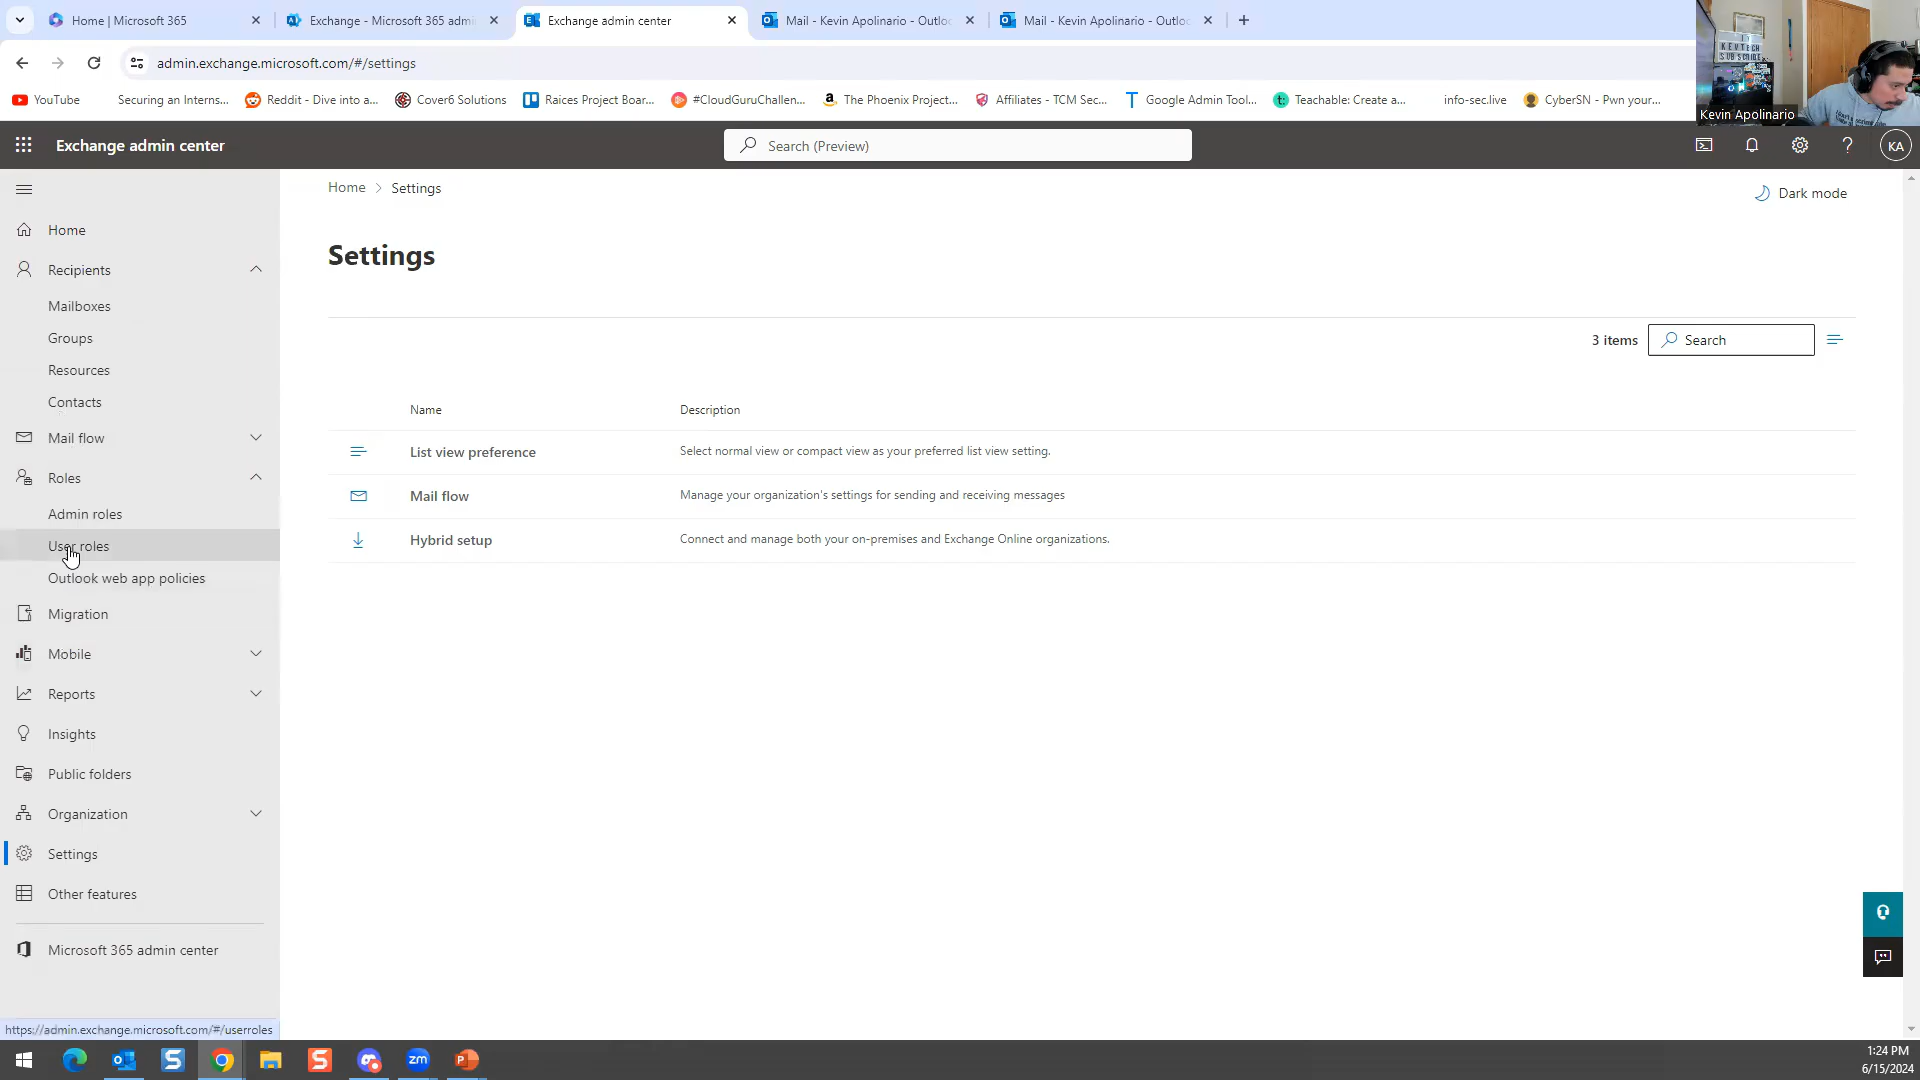 Home | Microsoft 365
Exchange - Microsoft 365 admi
Exchange admin center
Mail - Kevin Apolinario - Outlo
Mail - Kevin Apolinario - Outlo
admin.exchange.microsoft.com/#/settings
YouTube
Securing an Interns...
Reddit - Dive into a...
Cover6 Solutions
Raices Project Boar...
#CloudGuruChallen...
The Phoenix Project...
Affiliates - TCM Sec...
Google Admin Tool...
Teachable: Create a...
info-sec.live
CyberSN - Pwn your...
KEVTECH
SUBSCRIBE
Kevin Apolinario
Exchange admin center
Search (Preview)
KA
Home > Settings
Dark mode
Settings
3 items
Search
Name
Description
List view preference
Select normal view or compact view as your preferred list view setting.
Mail flow
Manage your organization's settings for sending and receiving messages
Hybrid setup
Connect and manage both your on-premises and Exchange Online organizations.
Home
Recipients
Mailboxes
Groups
Resources
Contacts
Mail flow
Roles
Admin roles
User roles
Outlook web app policies
Migration
Mobile
Reports
Insights
Public folders
Organization
Settings
Other features
Microsoft 365 admin center
https://admin.exchange.microsoft.com/#/userroles
zm
1:24 PM
6/15/2024